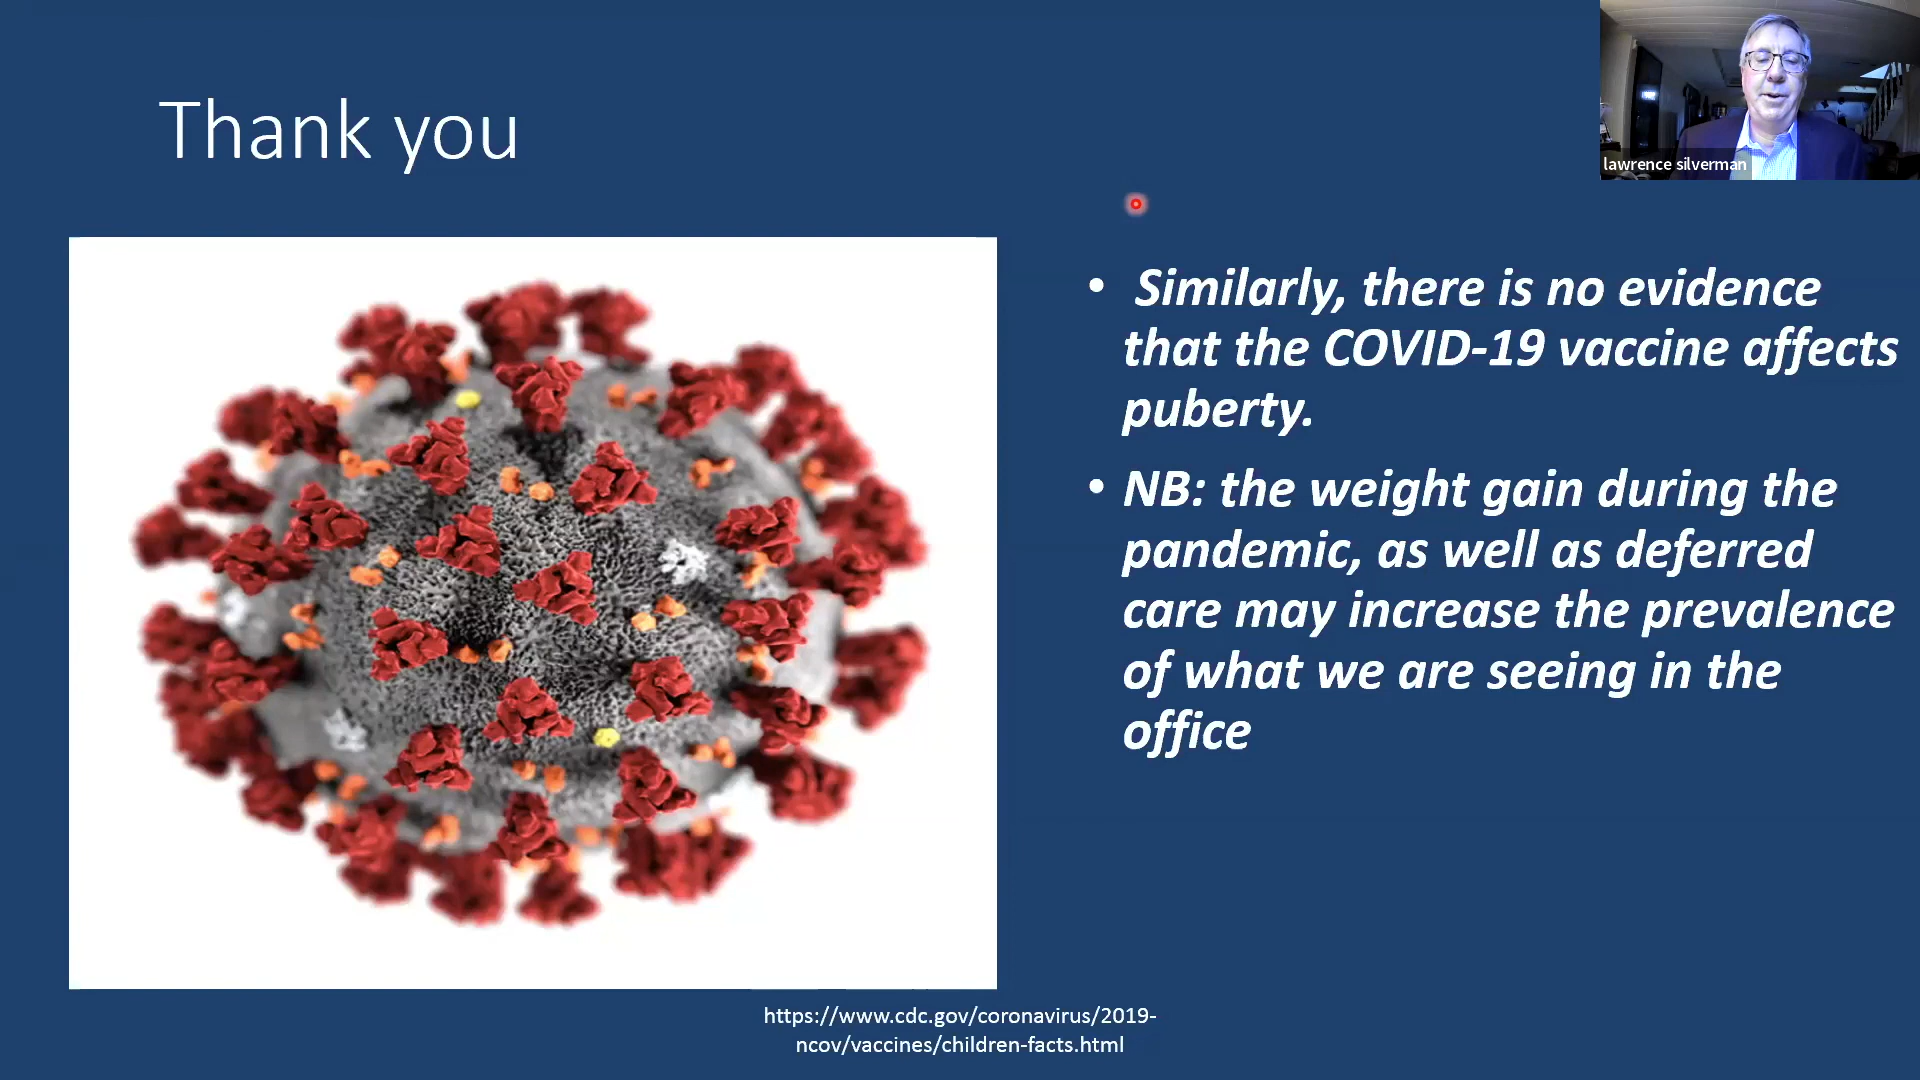 Thank you
lawrence silverman
• Similarly, there is no evidence
that the COVID-19 vaccine affects
puberty.
• NB: the weight gain during the
pandemic, as well as deferred
care may increase the prevalence
of what we are seeing in the
office
https://www.cdc.gov/coronavirus/2019-
ncov/vaccines/children-facts.html